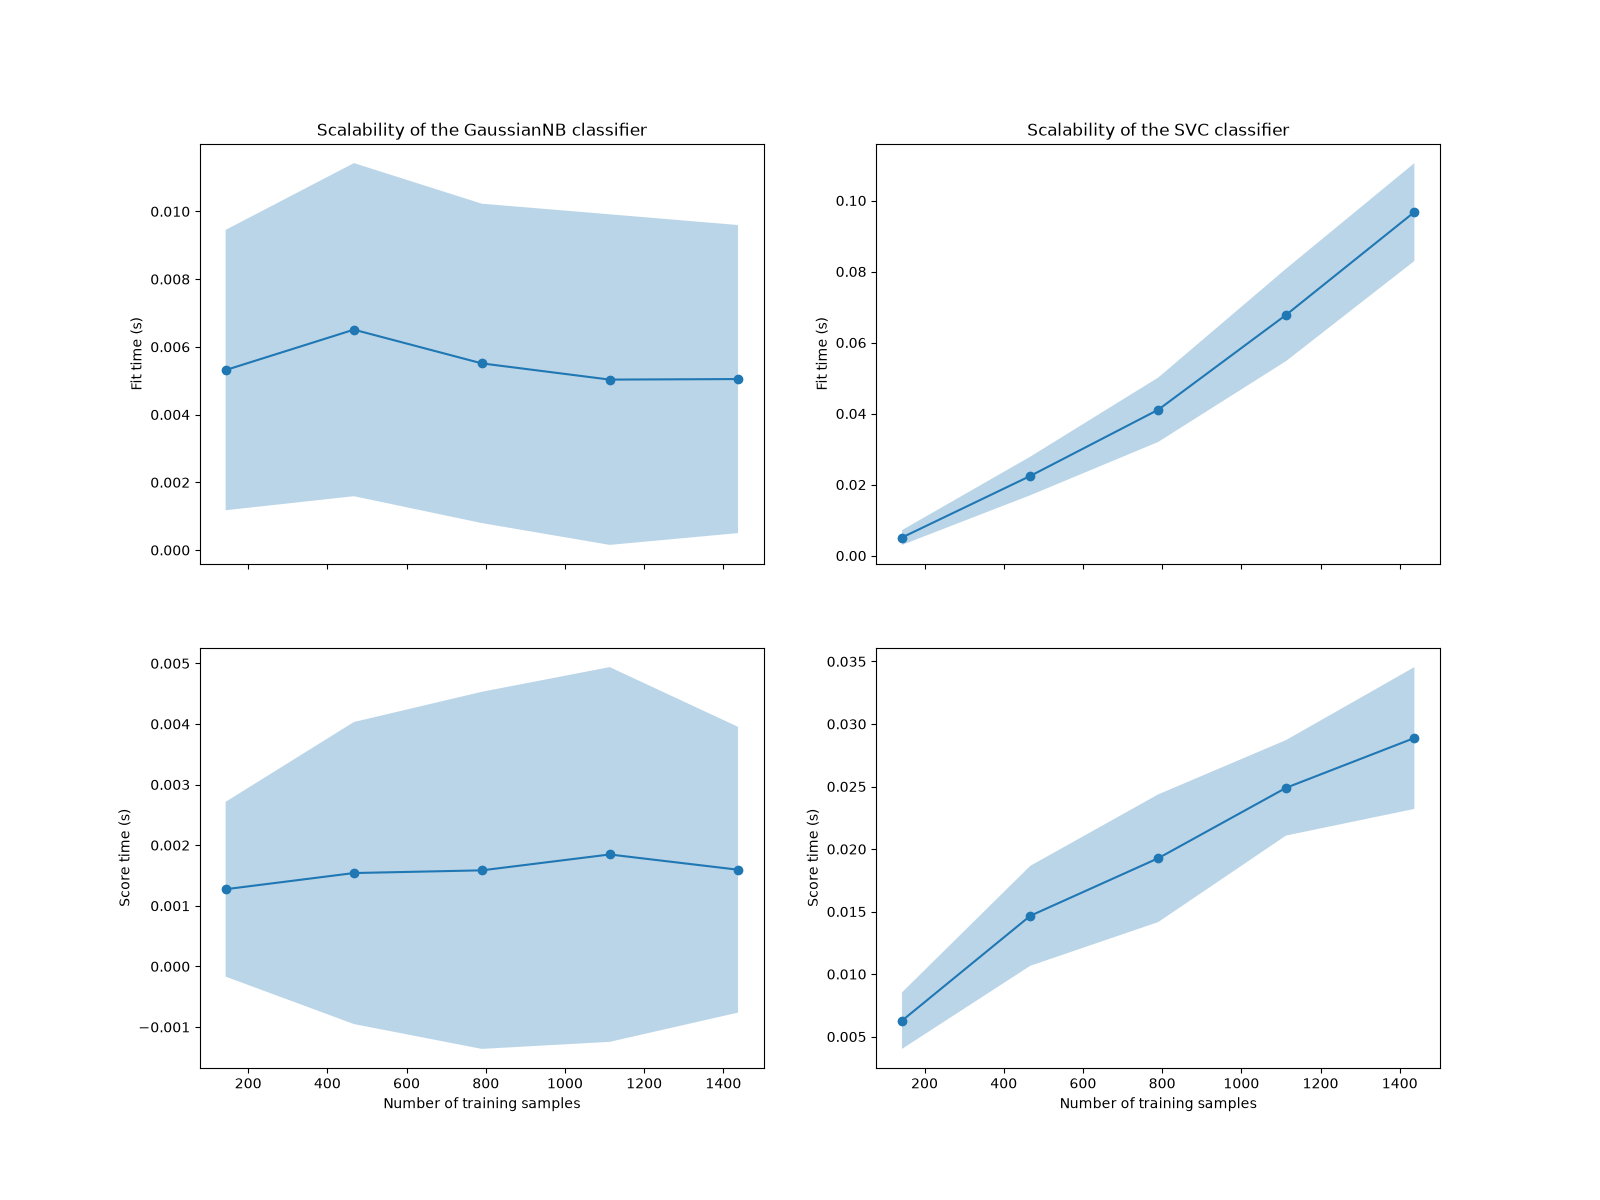 Scalability of the GaussianNB classifier
0.010
0.008
0.006
0.004
0.002
0.000
Fit time (s)
Scalability of the SVC classifier
0.10
0.08
0.06
0.04
0.02
0.00
Fit time (s)
0.005
0.004
0.003
0.002
0.001
0.000
−0.001
Score time (s)
200 400 600 800 1000 1200 1400
Number of training samples
0.035
0.030
0.025
0.020
0.015
0.010
0.005
Score time (s)
200 400 600 800 1000 1200 1400
Number of training samples